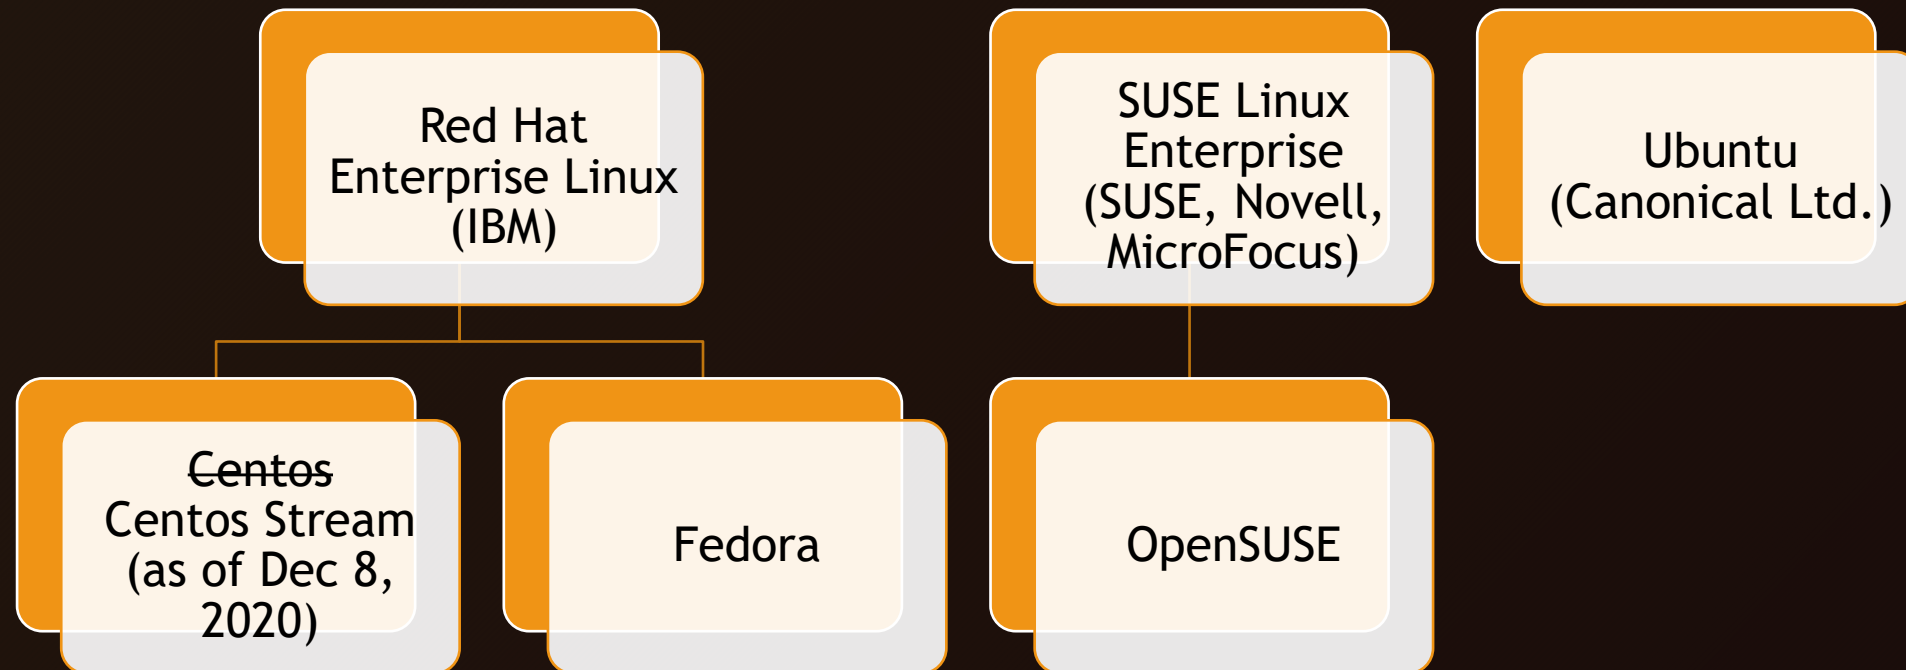 Red Hat
Enterprise Linux
(IBM)
SUSE Linux
Enterprise
(SUSE, Novell,
MicroFocus)
Ubuntu
(Canonical Ltd.)
Centos
Centos Stream
(as of Dec 8,
2020)
Fedora
OpenSUSE